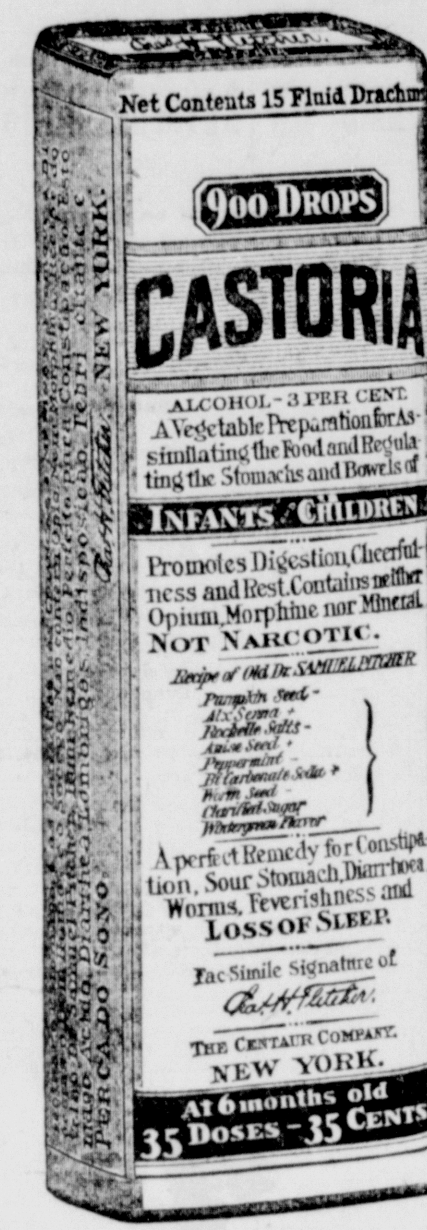 Chas. H. Fletcher.
Net Contents 15 Fluid Drachm
900 DROPS
CASTORIA
ALCOHOL - 3 PER CENT.
A Vegetable Preparation for As-
similating the Food and Regula-
ting the Stomachs and Bowels of
INFANTS CHILDREN
Promotes Digestion, Cheerful-
ness and Rest. Contains neither
Opium, Morphine nor Mineral.
NOT NARCOTIC.
Recipe of Old Dr. SAMUEL PITCHER
Pumpkin Seed -
Alx Senna +
Rochelle Salts -
Anise Seed +
Peppermint -
Bi Carbonate Soda +
Worm Seed -
Clarified Sugar
Wintergreen Flavor
A perfect Remedy for Constipa-
tion, Sour Stomach, Diarrhoea
Worms, Feverishness and
LOSS OF SLEEP.
Fac Simile Signature of
Chas. H. Fletcher.
THE CENTAUR COMPANY.
NEW YORK.
At 6 months old
35 DOSES - 35 CENTS
Chas. H. Fletcher. NEW YORK.